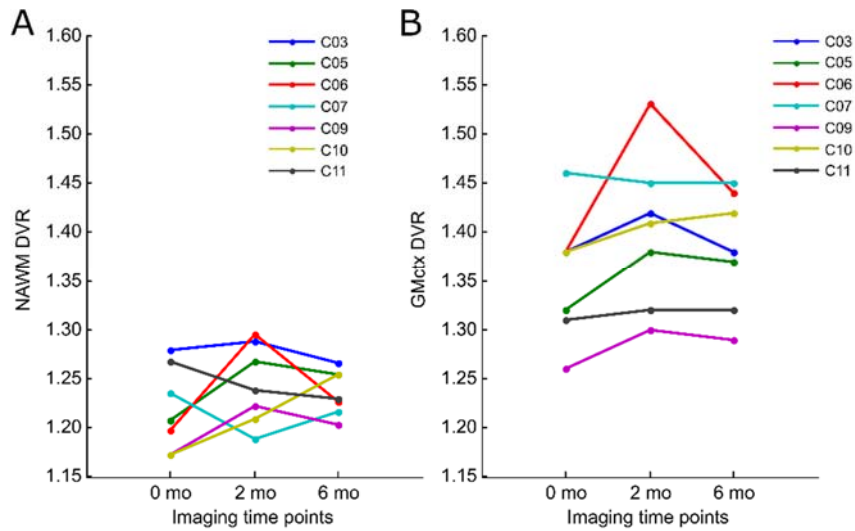 A
NAWM DVR
1.60
1.55
1.50
1.45
1.40
1.35
1.30
1.25
1.20
1.15
C03
C05
C06
C07
C09
C10
C11
0 mo 2 mo 6 mo
Imaging time points
B
GMctx DVR
1.60
1.55
1.50
1.45
1.40
1.35
1.30
1.25
1.20
1.15
C03
C05
C06
C07
C09
C10
C11
0 mo 2 mo 6 mo
Imaging time points